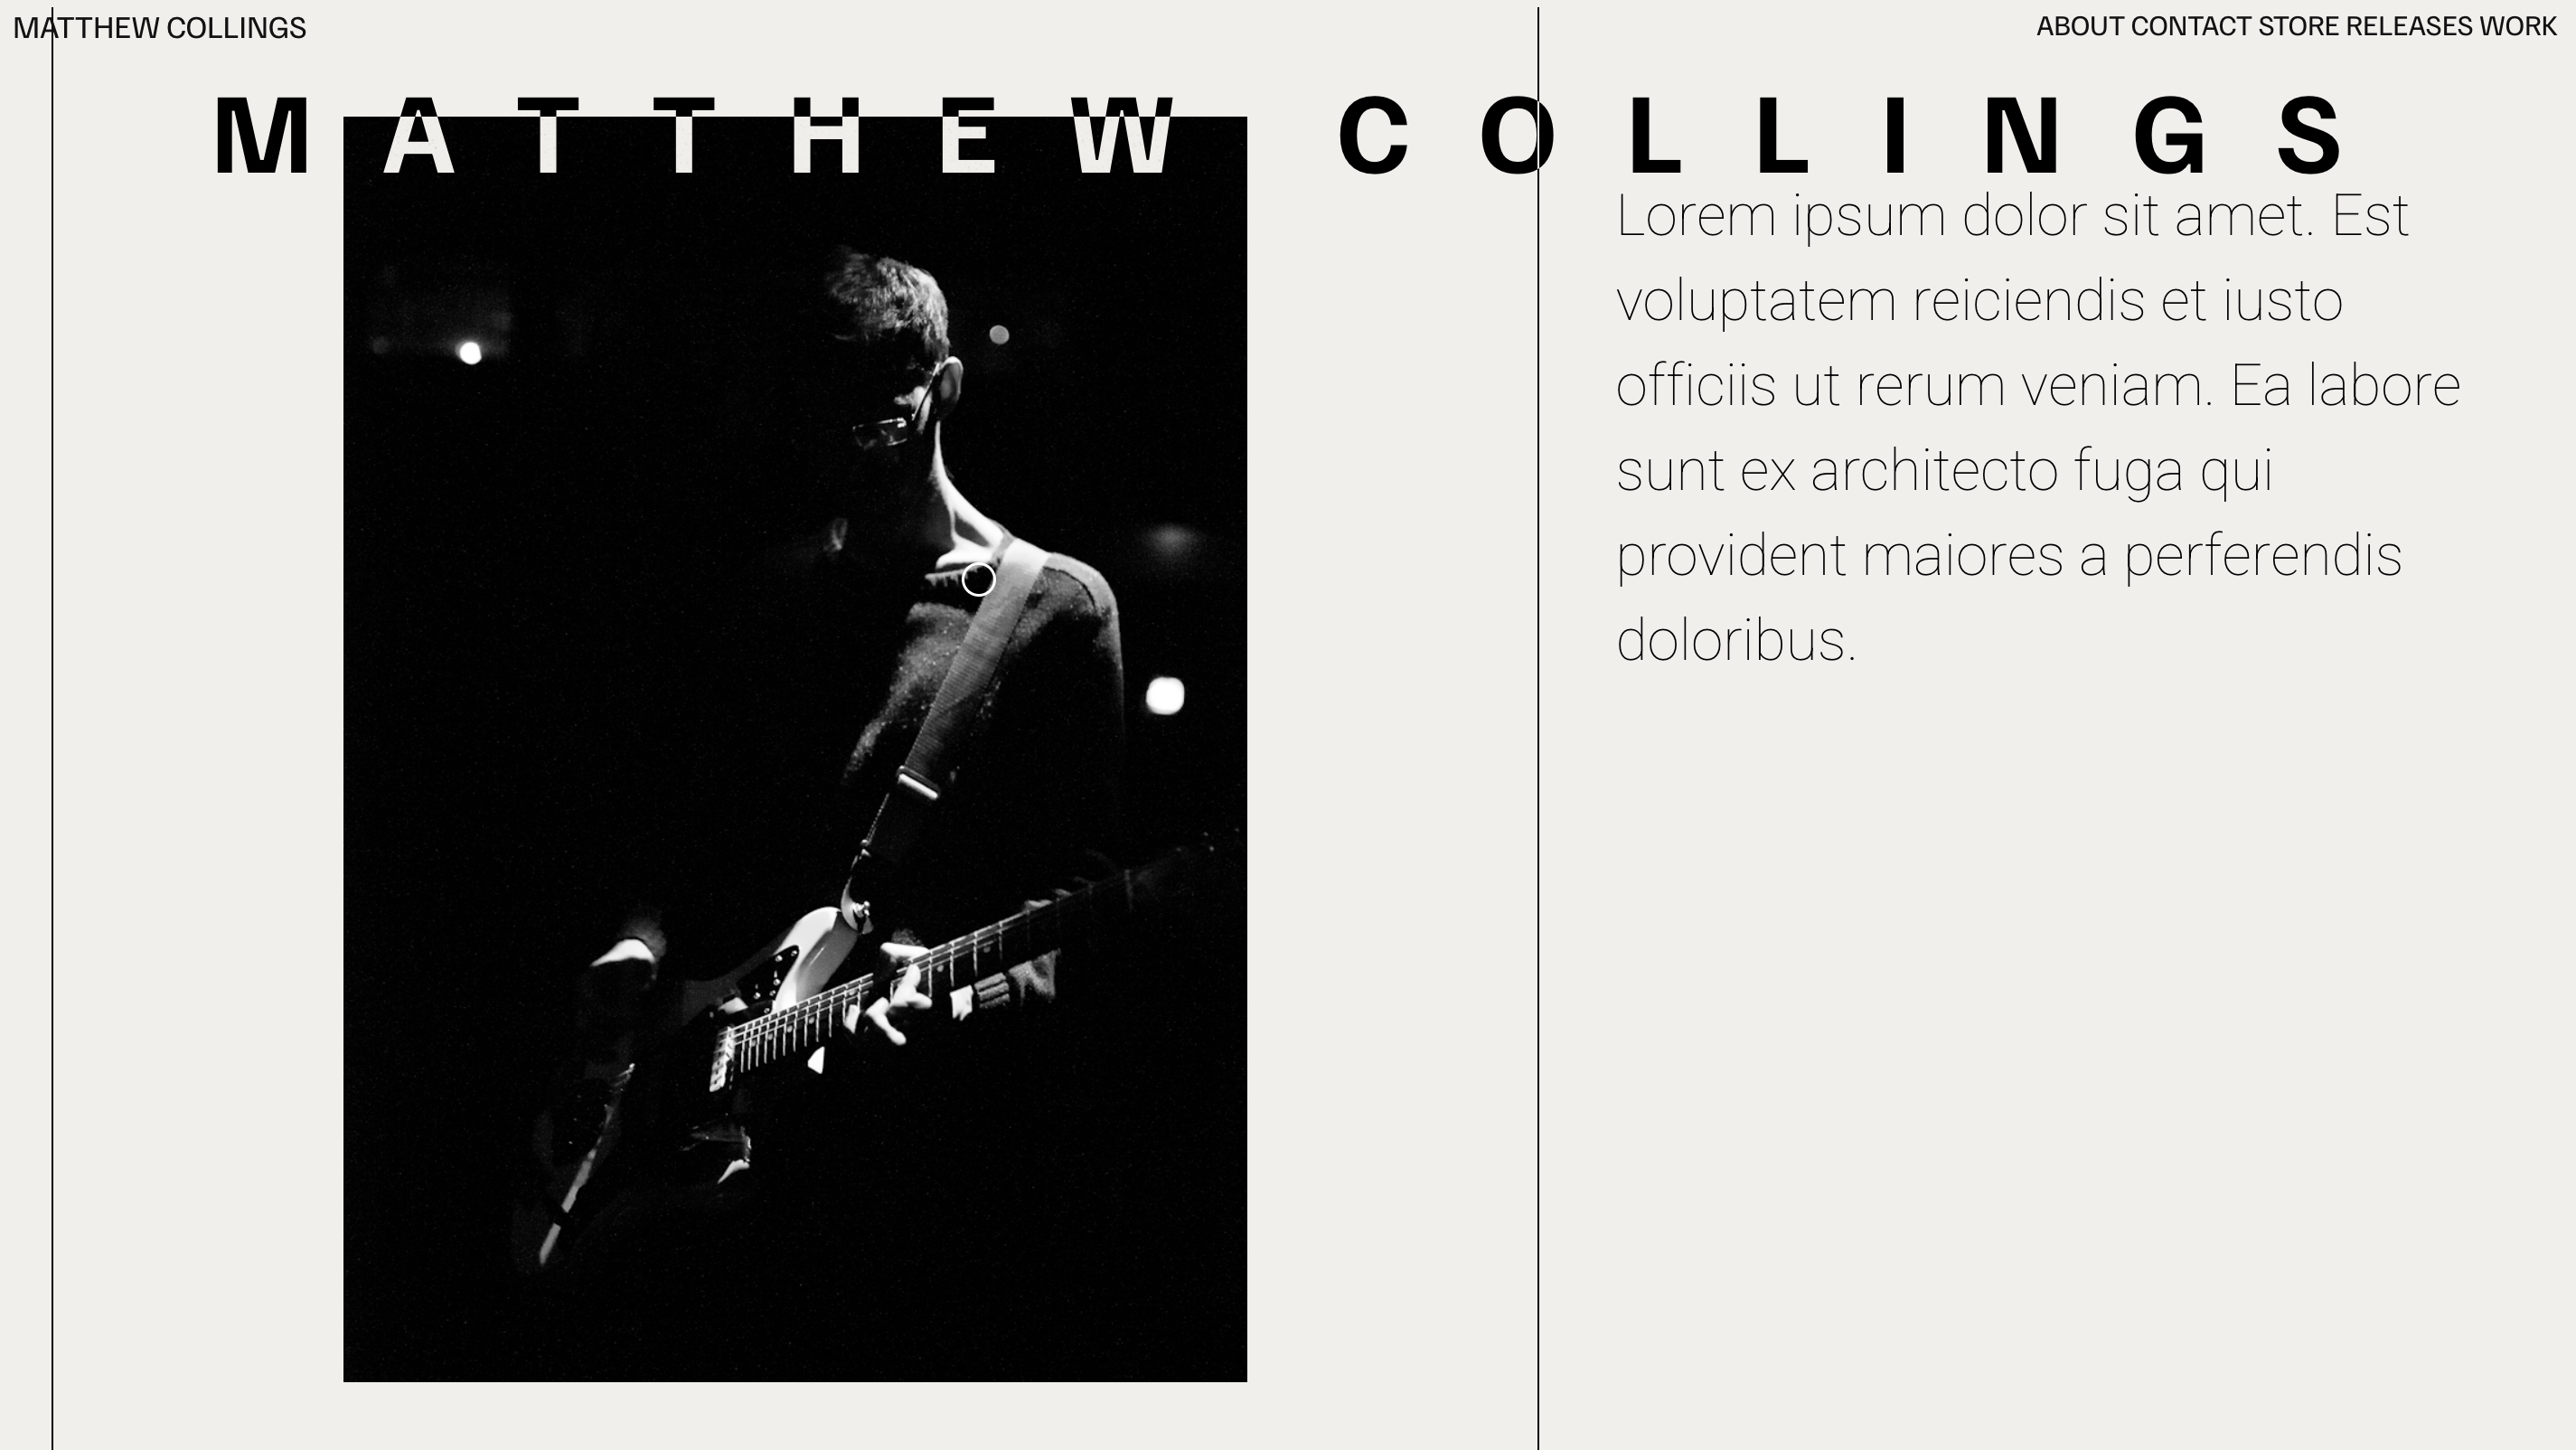 MATTHEW COLLINGS
ABOUT CONTACT STORE RELEASES WORK
MATTHEW COLLINGS
Lorem ipsum dolor sit amet. Est
voluptatem reiciendis et iusto
officiis ut rerum veniam. Ea labore
sunt ex architecto fuga qui
provident maiores a perferendis
doloribus.